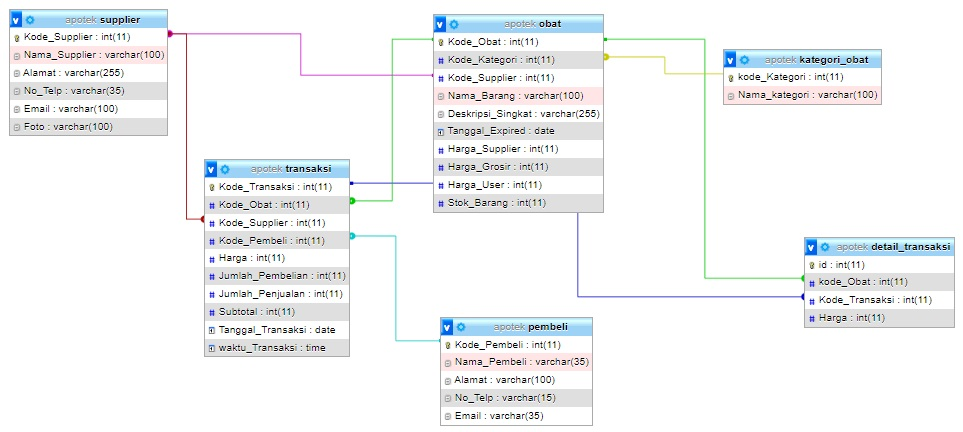 apotek supplier
Kode_Supplier : int(11)
Nama_Supplier : varchar(100)
Alamat : varchar(255)
No_Telp : varchar(35)
Email : varchar(100)
Foto : varchar(100)
apotek obat
Kode_Obat : int(11)
Kode_Kategori : int(11)
Kode_Supplier : int(11)
Nama_Barang : varchar(100)
Deskripsi_Singkat : varchar(255)
Tanggal_Expired : date
Harga_Supplier : int(11)
Harga_Grosir : int(11)
Harga_User : int(11)
Stok_Barang : int(11)
apotek kategori_obat
kode_Kategori : int(11)
Nama_kategori : varchar(100)
apotek transaksi
Kode_Transaksi : int(11)
Kode_Obat : int(11)
Kode_Supplier : int(11)
Kode_Pembeli : int(11)
Harga : int(11)
Jumlah_Pembelian : int(11)
Jumlah_Penjualan : int(11)
Subtotal : int(11)
Tanggal_Transaksi : date
waktu_Transaksi : time
apotek detail_transaksi
id : int(11)
kode_Obat : int(11)
Kode_Transaksi : int(11)
Harga : int(11)
apotek pembeli
Kode_Pembeli : int(11)
Nama_Pembeli : varchar(35)
Alamat : varchar(100)
No_Telp : varchar(15)
Email : varchar(35)